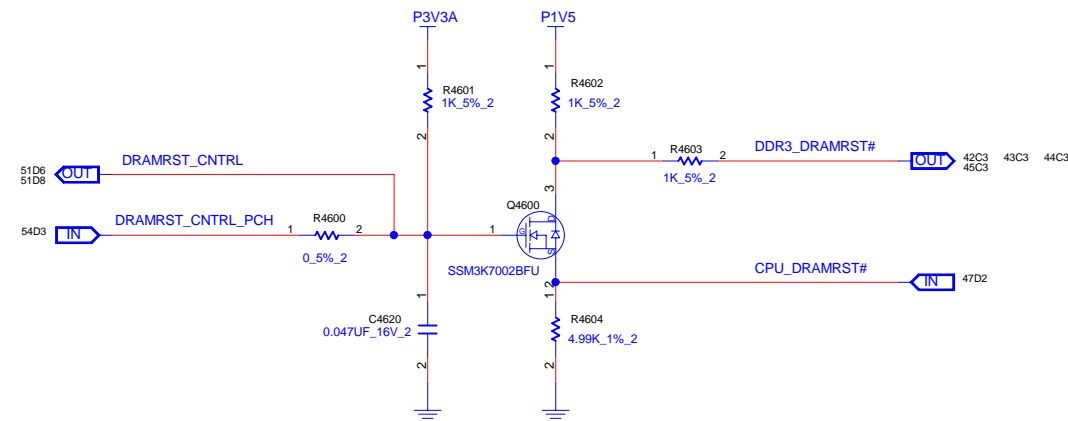 P3V3A P1V5
1 1
R4601 R4602
1K_5%_2 1K_5%_2
2 2
R4603
1 2 DDR3_DRAMRST#
OUT 42C3 43C3 44C3
45C3
1K_5%_2
DRAMRST_CNTRL
51D6
51D8 OUT
3
Q4600
D
G
S
DRAMRST_CNTRL_PCH
R4600
54D3 IN 1 2 1
0_5%_2
SSM3K7002BFU
CPU_DRAMRST#
2
IN 47D2
1 1
C4620 R4604
0.047UF_16V_2 4.99K_1%_2
2 2